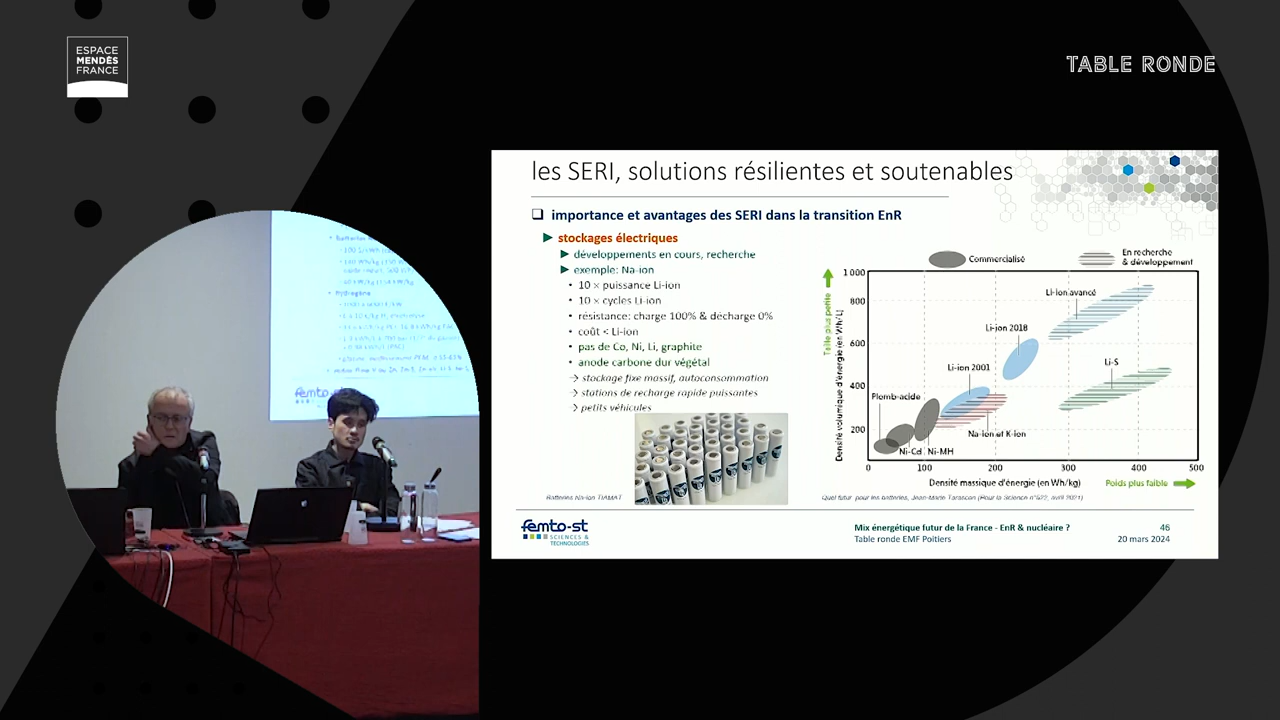 ESPACE
MENDÈS
FRANCE
TABLE RONDE
les SERI, solutions résilientes et soutenables
❑ importance et avantages des SERI dans la transition EnR
► stockages électriques
► développements en cours, recherche
► exemple: Na-ion
• 10 × puissance Li-ion
• 10 × cycles Li-ion
• résistance: charge 100% & décharge 0%
• coût < Li-ion
• pas de Co, Ni, Li, graphite
• anode carbone dur végétal
→ stockage fixe massif, autoconsommation
→ stations de recharge rapide puissantes
→ petits véhicules
Batteries Na-ion TIAMAT
Commercialisé
En recherche
& développement
Taille plus petite
Densité volumique d'énergie (en Wh/L)
1 000
800
600
400
200
Li-ion avancé
Li-ion 2018
Li-S
Li-ion 2001
Plomb-acide
Na-ion et K-ion
Ni-Cd
Ni-MH
0
100
200
300
400
500
Densité massique d'énergie (en Wh/kg)
Poids plus faible
Quel futur pour les batteries, Jean-Marie Tarascon (Pour la Science n°522, avril 2021)
femto-st
SCIENCES &
TECHNOLOGIES
Mix énergétique futur de la France - EnR & nucléaire ?
46
Table ronde EMF Poitiers
20 mars 2024
Hydrogène
femto-st